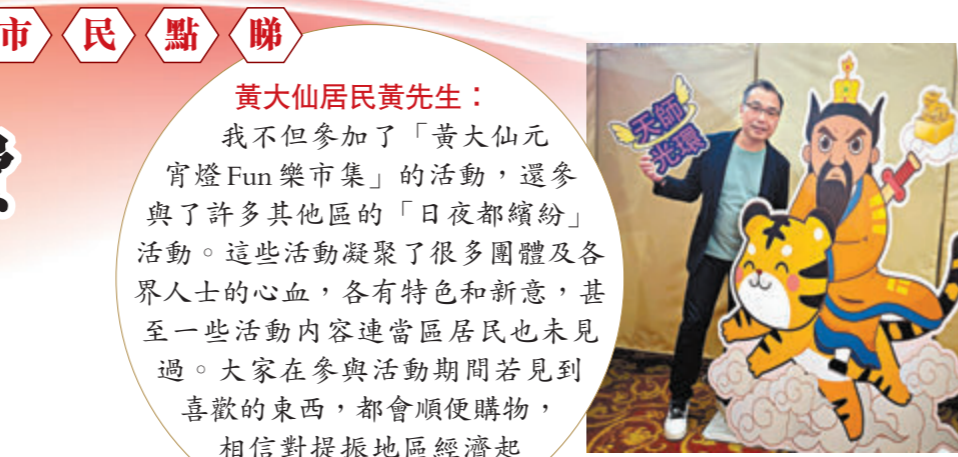 市民點睇
黃大仙居民黃先生：
我不但參加了「黃大仙元
宵燈Fun樂市集」的活動，還參
與了許多其他區的「日夜都繽紛」
活動。這些活動凝聚了很多團體及各
界人士的心血，各有特色和新意，甚
至一些活動內容連當區居民也未見
過。大家在參與活動期間若見到
喜歡的東西，都會順便購物，
相信對提振地區經濟起
天師
光環